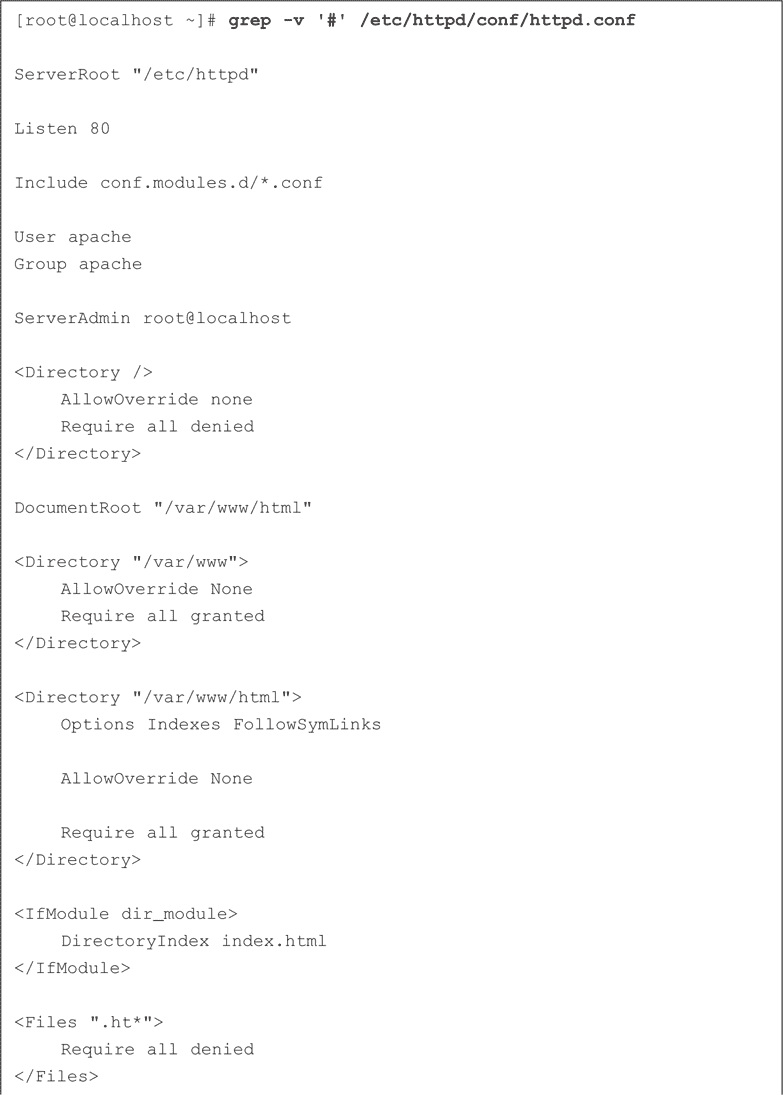 [root@localhost ~]# grep -v '#' /etc/httpd/conf/httpd.conf
ServerRoot "/etc/httpd"
Listen 80
Include conf.modules.d/*.conf
User apache
Group apache
ServerAdmin root@localhost
<Directory />
AllowOverride none
Require all denied
</Directory>
DocumentRoot "/var/www/html"
<Directory "/var/www">
AllowOverride None
Require all granted
</Directory>
<Directory "/var/www/html">
Options Indexes FollowSymLinks
AllowOverride None
Require all granted
</Directory>
<IfModule dir_module>
DirectoryIndex index.html
</IfModule>
<Files ".ht*">
Require all denied
</Files>